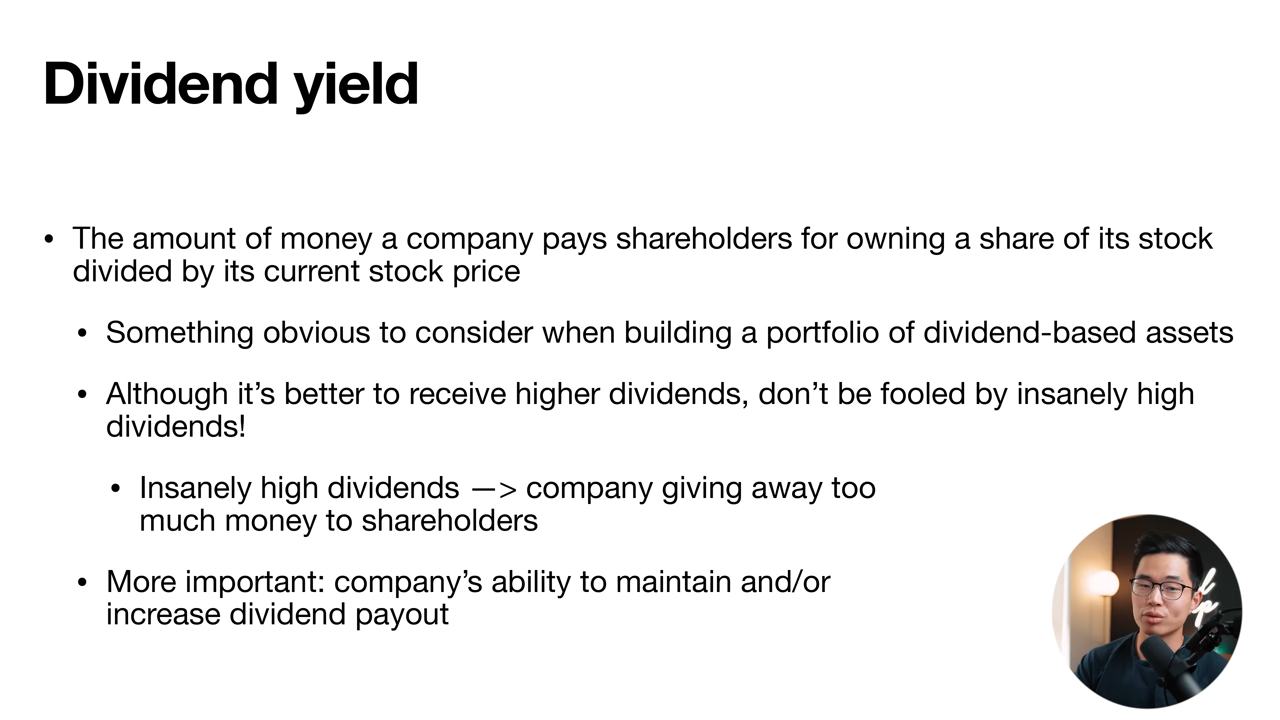 Dividend yield
• The amount of money a company pays shareholders for owning a share of its stock
divided by its current stock price
• Something obvious to consider when building a portfolio of dividend-based assets
• Although it’s better to receive higher dividends, don’t be fooled by insanely high
dividends!
• Insanely high dividends —> company giving away too
much money to shareholders
• More important: company’s ability to maintain and/or
increase dividend payout